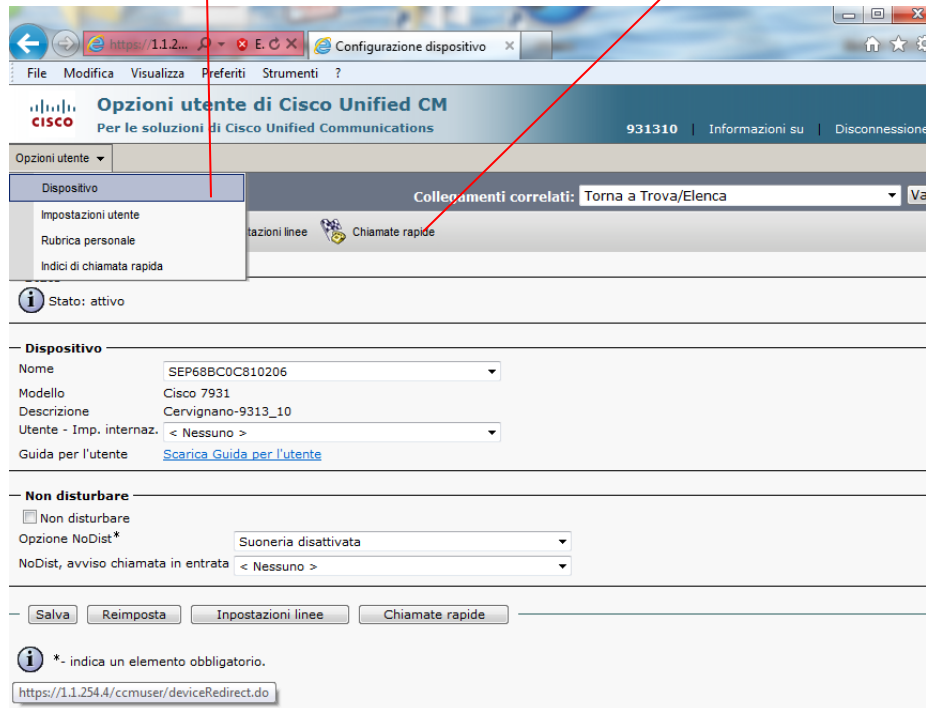 https://1.1.2...
E.
Configurazione dispositivo
File Modifica Visualizza Preferiti Strumenti ?
CISCO
Opzioni utente di Cisco Unified CM
Per le soluzioni di Cisco Unified Communications
931310 | Informazioni su | Disconnessione
Opzioni utente
Dispositivo
Impostazioni utente
Rubrica personale
Indici di chiamata rapida
Collegamenti correlati: Torna a Trova/Elenca Va
tazioni linee Chiamate rapide
Stato: attivo
Dispositivo
Nome SEP68BC0C810206
Modello Cisco 7931
Descrizione Cervignano-9313_10
Utente - Imp. internaz. < Nessuno >
Guida per l'utente Scarica Guida per l'utente
Non disturbare
Non disturbare
Opzione NoDist* Suoneria disattivata
NoDist, avviso chiamata in entrata < Nessuno >
Salva Reimposta Inpostazioni linee Chiamate rapide
*- indica un elemento obbligatorio.
https://1.1.254.4/ccmuser/deviceRedirect.do